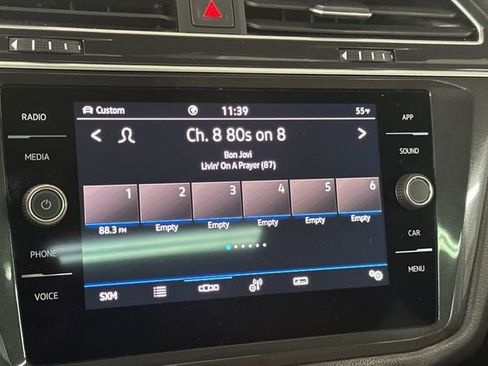 Custom 11:39 55°F
RADIO
APP
< Ch. 8 80s on 8 >
MEDIA
SOUND
Bon Jovi
Livin' On A Prayer (87)
1 2 3 4 5 6
88.3 FM Empty Empty Empty Empty Empty
PHONE
CAR
VOICE
MENU
SXM